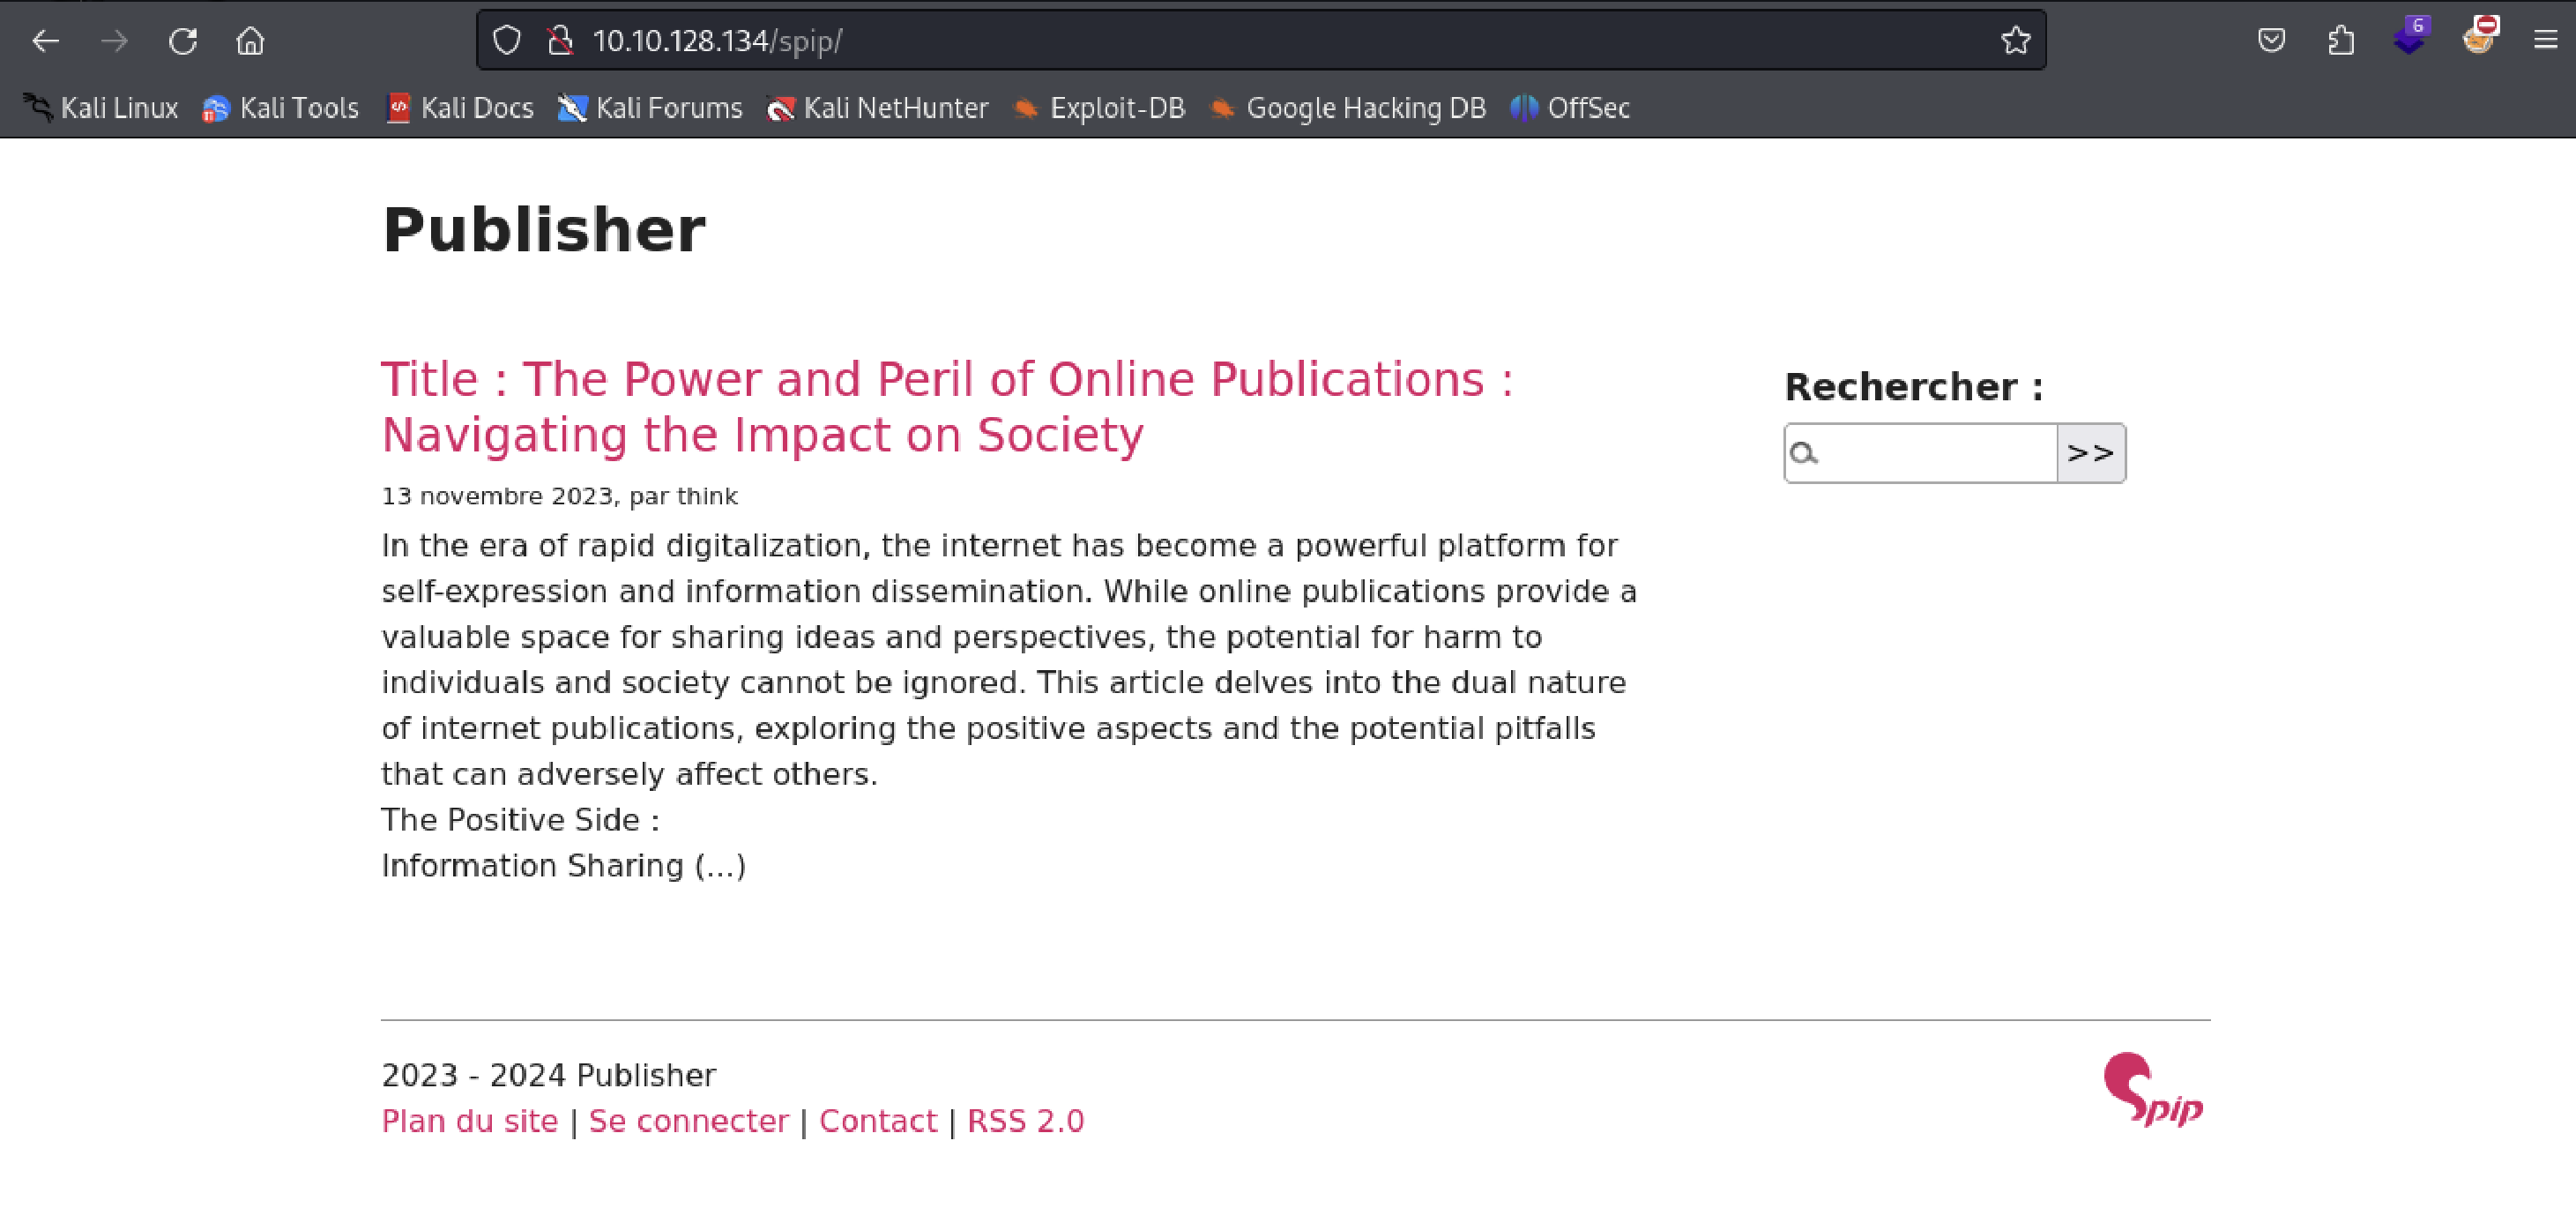 10.10.128.134/spip/
6
Kali Linux Kali Tools Kali Docs Kali Forums Kali NetHunter Exploit-DB Google Hacking DB OffSec
Publisher
Title : The Power and Peril of Online Publications :
Navigating the Impact on Society
Rechercher :
>>
13 novembre 2023, par think
In the era of rapid digitalization, the internet has become a powerful platform for
self-expression and information dissemination. While online publications provide a
valuable space for sharing ideas and perspectives, the potential for harm to
individuals and society cannot be ignored. This article delves into the dual nature
of internet publications, exploring the positive aspects and the potential pitfalls
that can adversely affect others.
The Positive Side :
Information Sharing (...)
2023 - 2024 Publisher
Plan du site | Se connecter | Contact | RSS 2.0
Spip